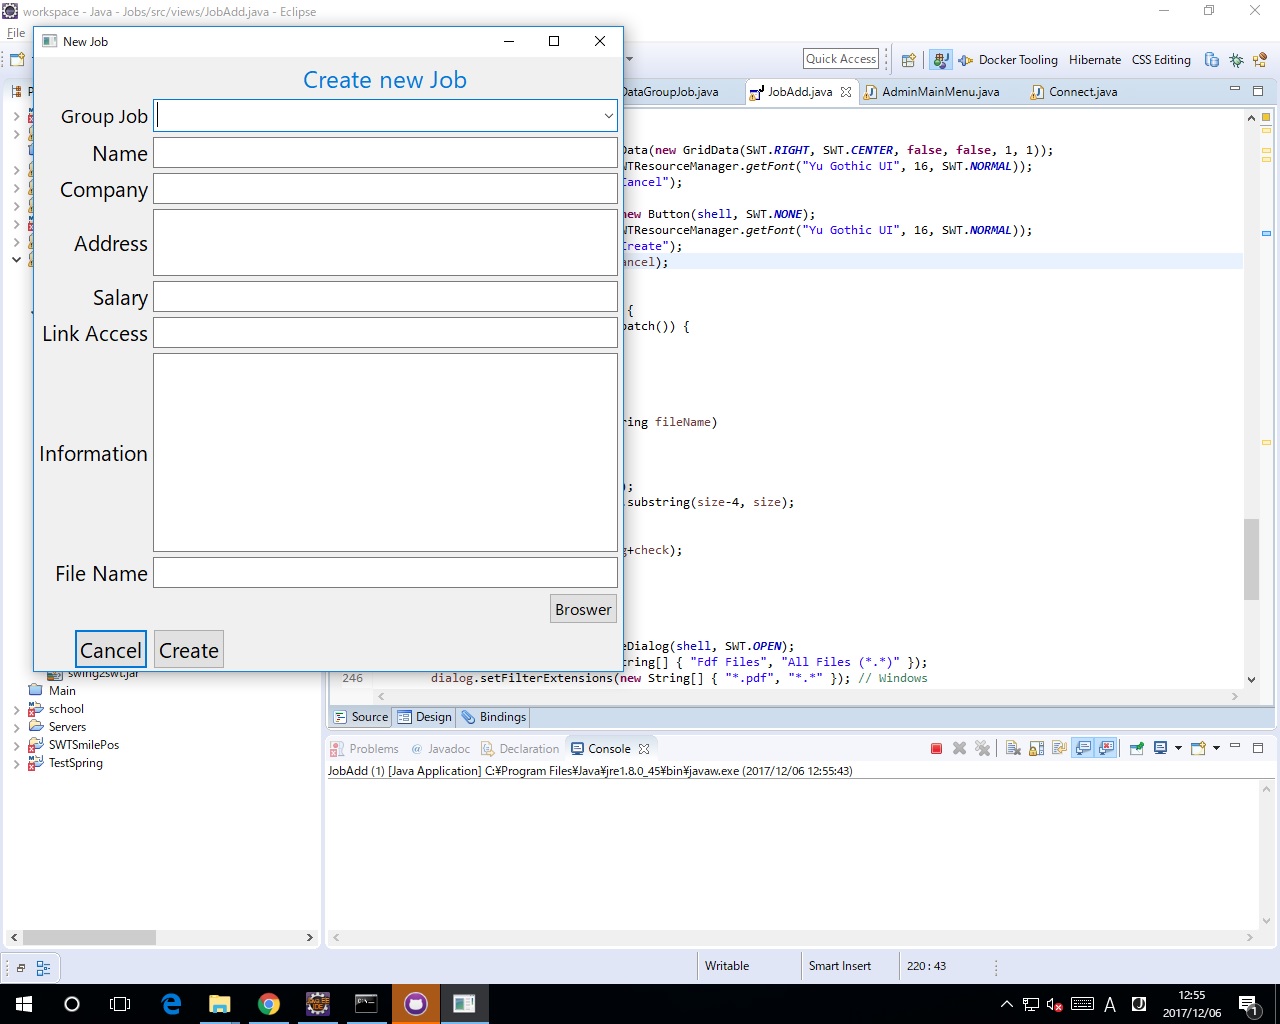 workspace - Java - Jobs/src/views/JobAdd.java - Eclipse
File
New Job
Quick Access
Docker Tooling
Hibernate
CSS Editing
Create new Job
DataGroupJob.java
JobAdd.java
AdminMainMenu.java
Connect.java
Group Job
Name
Company
Address
Salary
Link Access
Information
File Name
Broswer
Cancel
Create
Data(new GridData(SWT.RIGHT, SWT.CENTER, false, false, 1, 1));
WTResourceManager.getFont("Yu Gothic UI", 16, SWT.NORMAL));
Cancel");
new Button(shell, SWT.NONE);
WTResourceManager.getFont("Yu Gothic UI", 16, SWT.NORMAL));
Create");
ancel);
{
patch()) {
ring fileName)
);
.substring(size-4, size);
g+check);
eDialog(shell, SWT.OPEN);
tring[] { "Fdf Files", "All Files (*.*)" });
246 dialog.setFilterExtensions(new String[] { "*.pdf", "*.*" }); // Windows
swing2swt.jar
Main
school
Servers
SWTSmilePos
TestSpring
Source
Design
Bindings
Problems
Javadoc
Declaration
Console
JobAdd (1) [Java Application] C:¥Program Files¥Java¥jre1.8.0_45¥bin¥javaw.exe (2017/12/06 12:55:43)
Writable
Smart Insert
220 : 43
A
J
12:55
2017/12/06
1